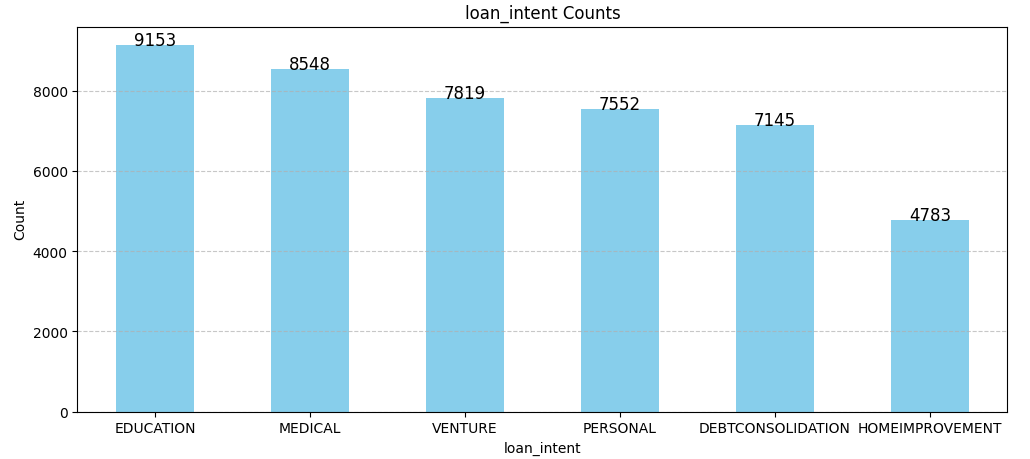 loan_intent Counts
9153
8548
7819
7552
7145
4783
8000
6000
4000
2000
0
Count
EDUCATION MEDICAL VENTURE PERSONAL DEBTCONSOLIDATION HOMEIMPROVEMENT
loan_intent